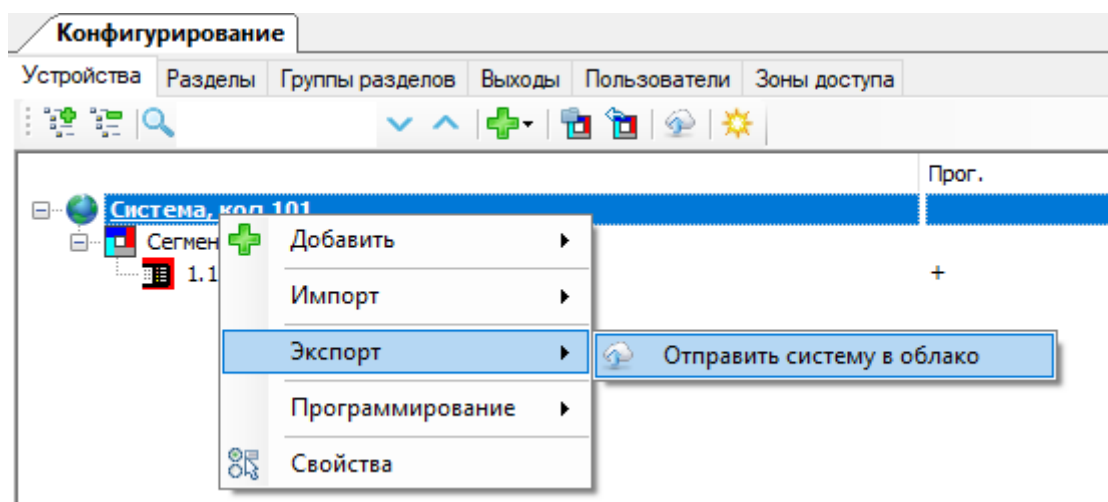 Конфигурирование
Устройства Разделы Группы разделов Выходы Пользователи Зоны доступа
Прог.
Система, код 101
Сегмен
Добавить
1.1
+
Импорт
Экспорт
Отправить систему в облако
Программирование
Свойства